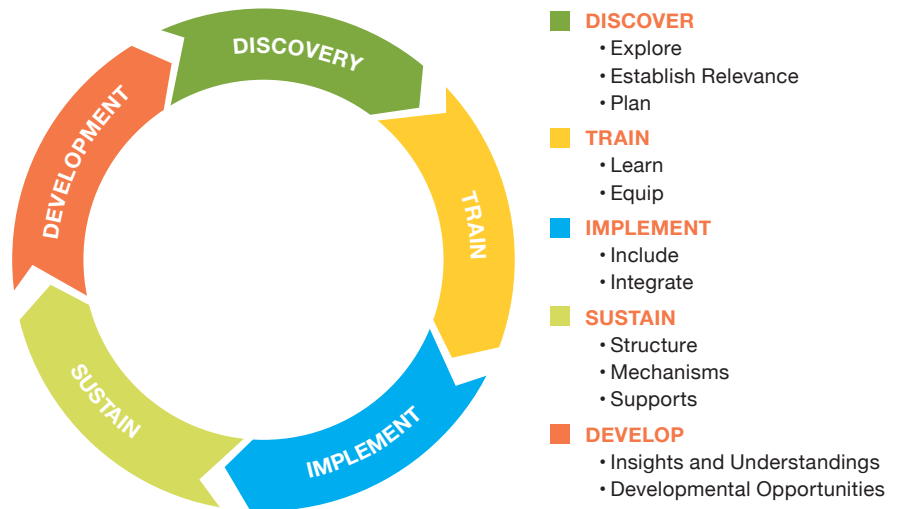 DISCOVERY
TRAIN
IMPLEMENT
SUSTAIN
DEVELOPMENT
DISCOVER
• Explore
• Establish Relevance
• Plan
TRAIN
• Learn
• Equip
IMPLEMENT
• Include
• Integrate
SUSTAIN
• Structure
• Mechanisms
• Supports
DEVELOP
• Insights and Understandings
• Developmental Opportunities